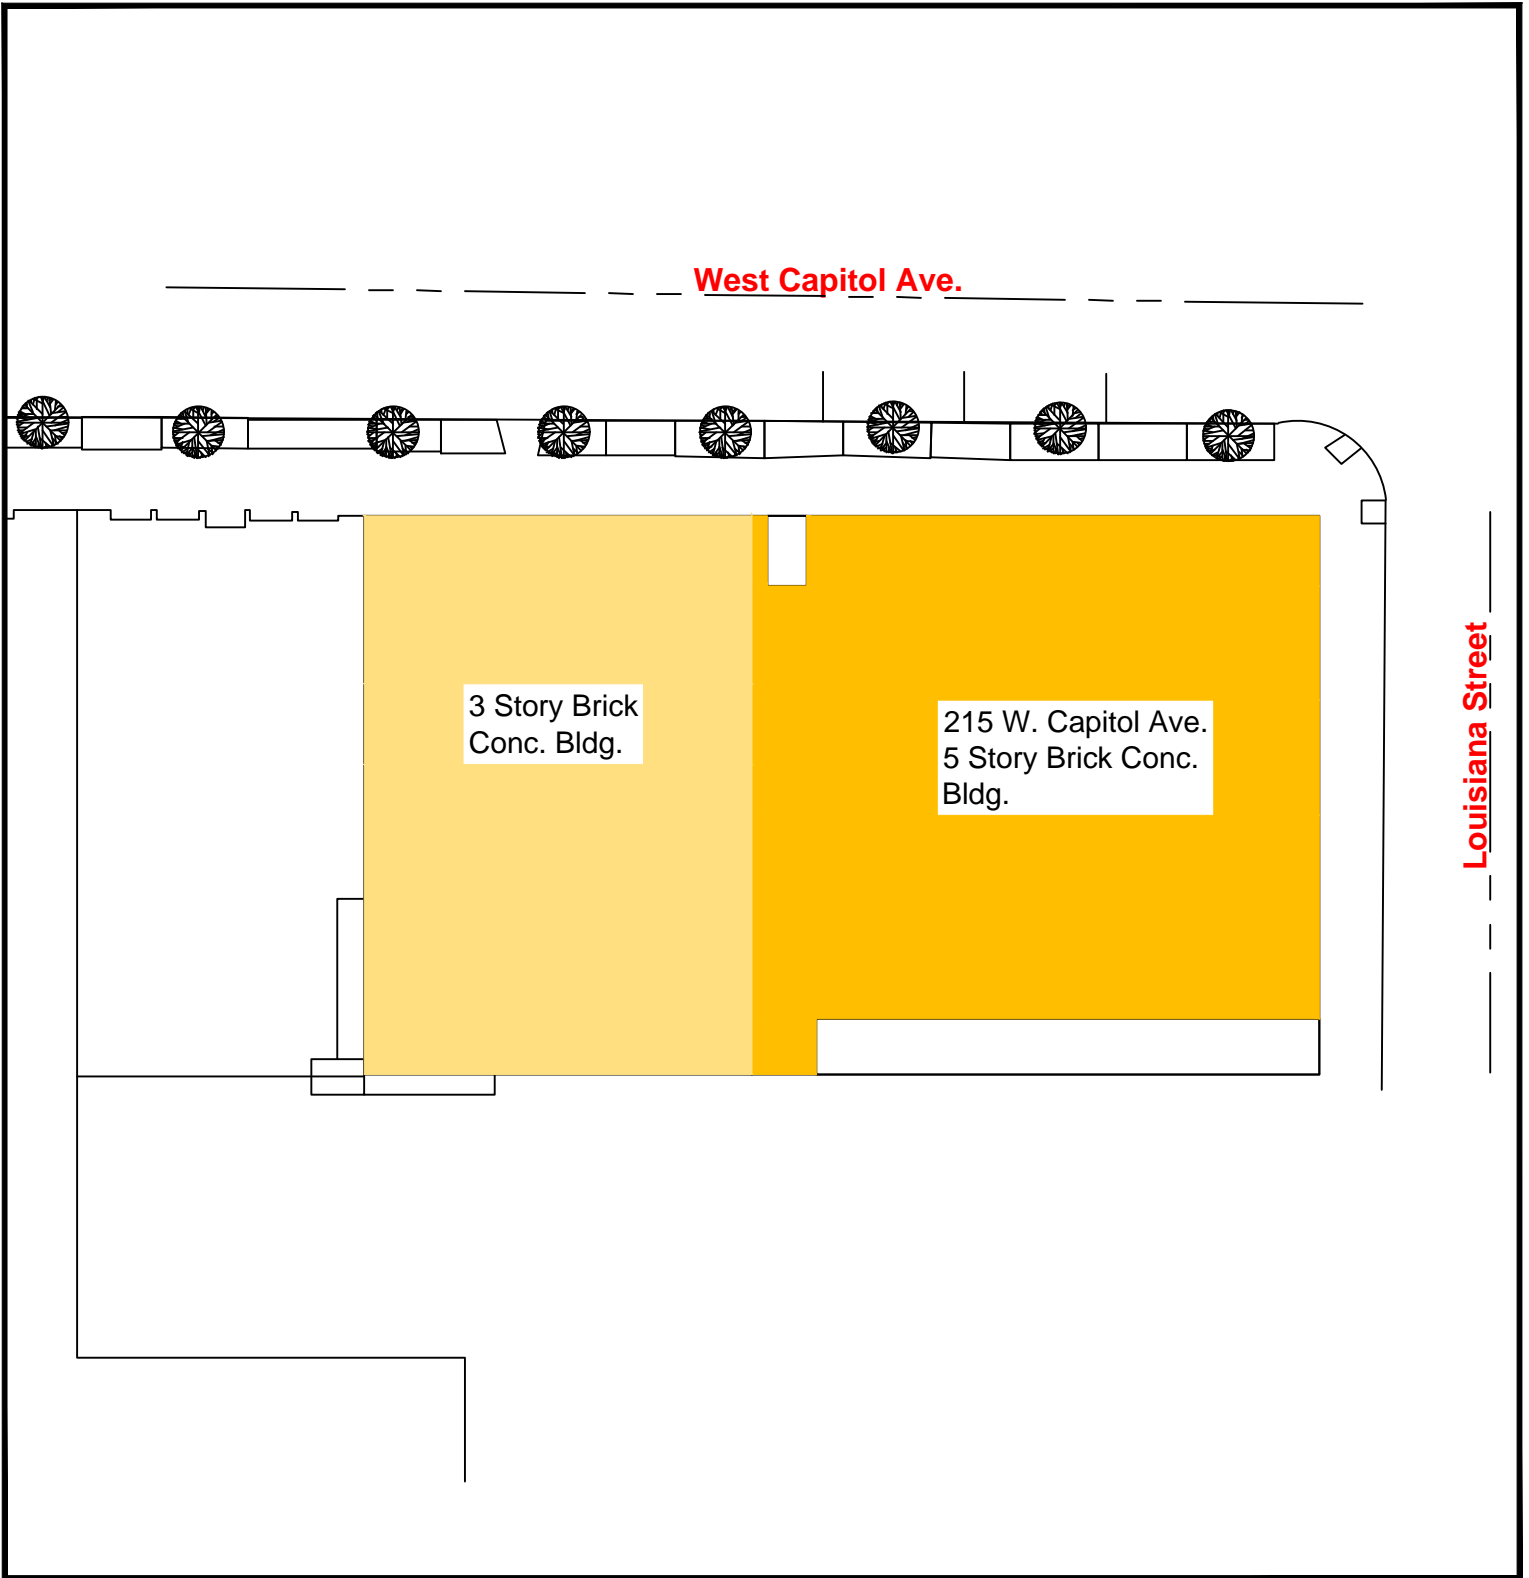 West Capitol Ave.
3 Story Brick
Conc. Bldg.
215 W. Capitol Ave.
5 Story Brick Conc.
Bldg.
Louisiana Street